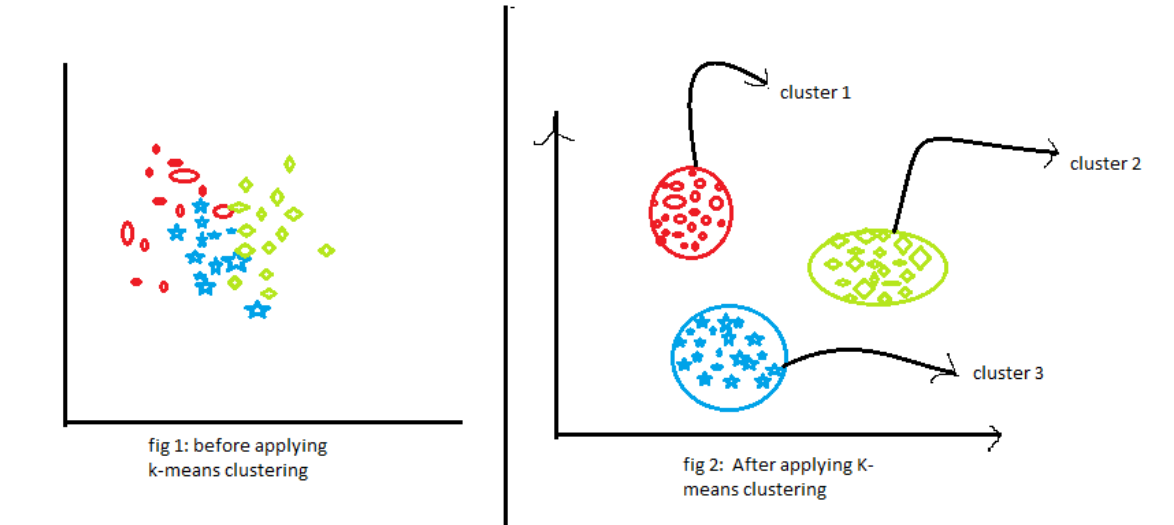 fig 1: before applying
k-means clustering
cluster 1
cluster 2
cluster 3
fig 2:  After applying K-
means clustering